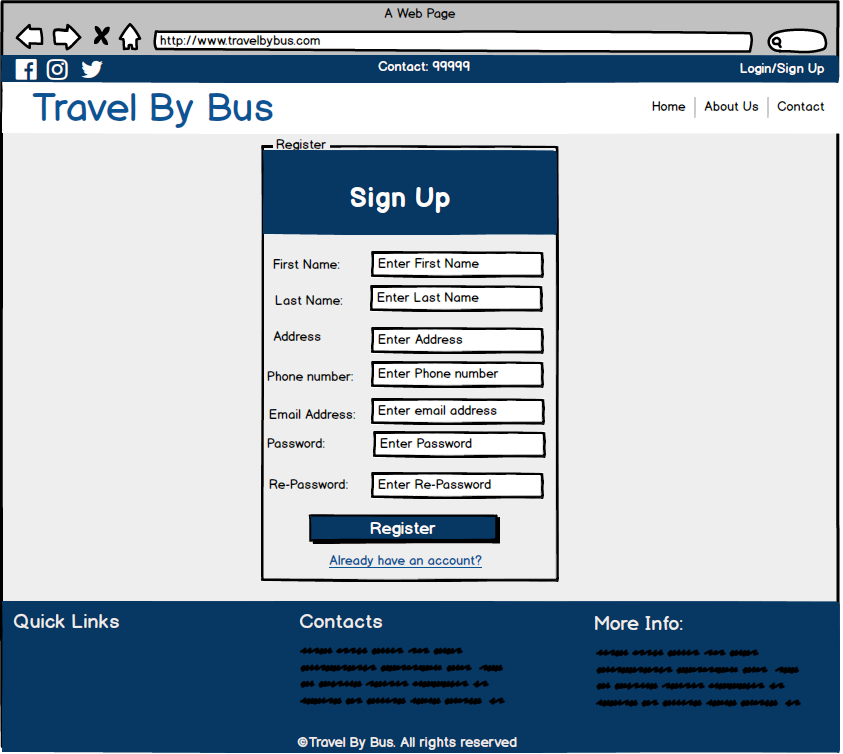 A Web Page
http://www.travelbybus.com
Contact: 99999
Login/Sign Up
Travel By Bus
Home
About Us
Contact
Register
Sign Up
First Name:
Enter First Name
Last Name:
Enter Last Name
Address
Enter Address
Phone number:
Enter Phone number
Email Address:
Enter email address
Password:
Enter Password
Re-Password:
Enter Re-Password
Register
Already have an account?
Quick Links
Contacts
More Info:
©Travel By Bus. All rights reserved